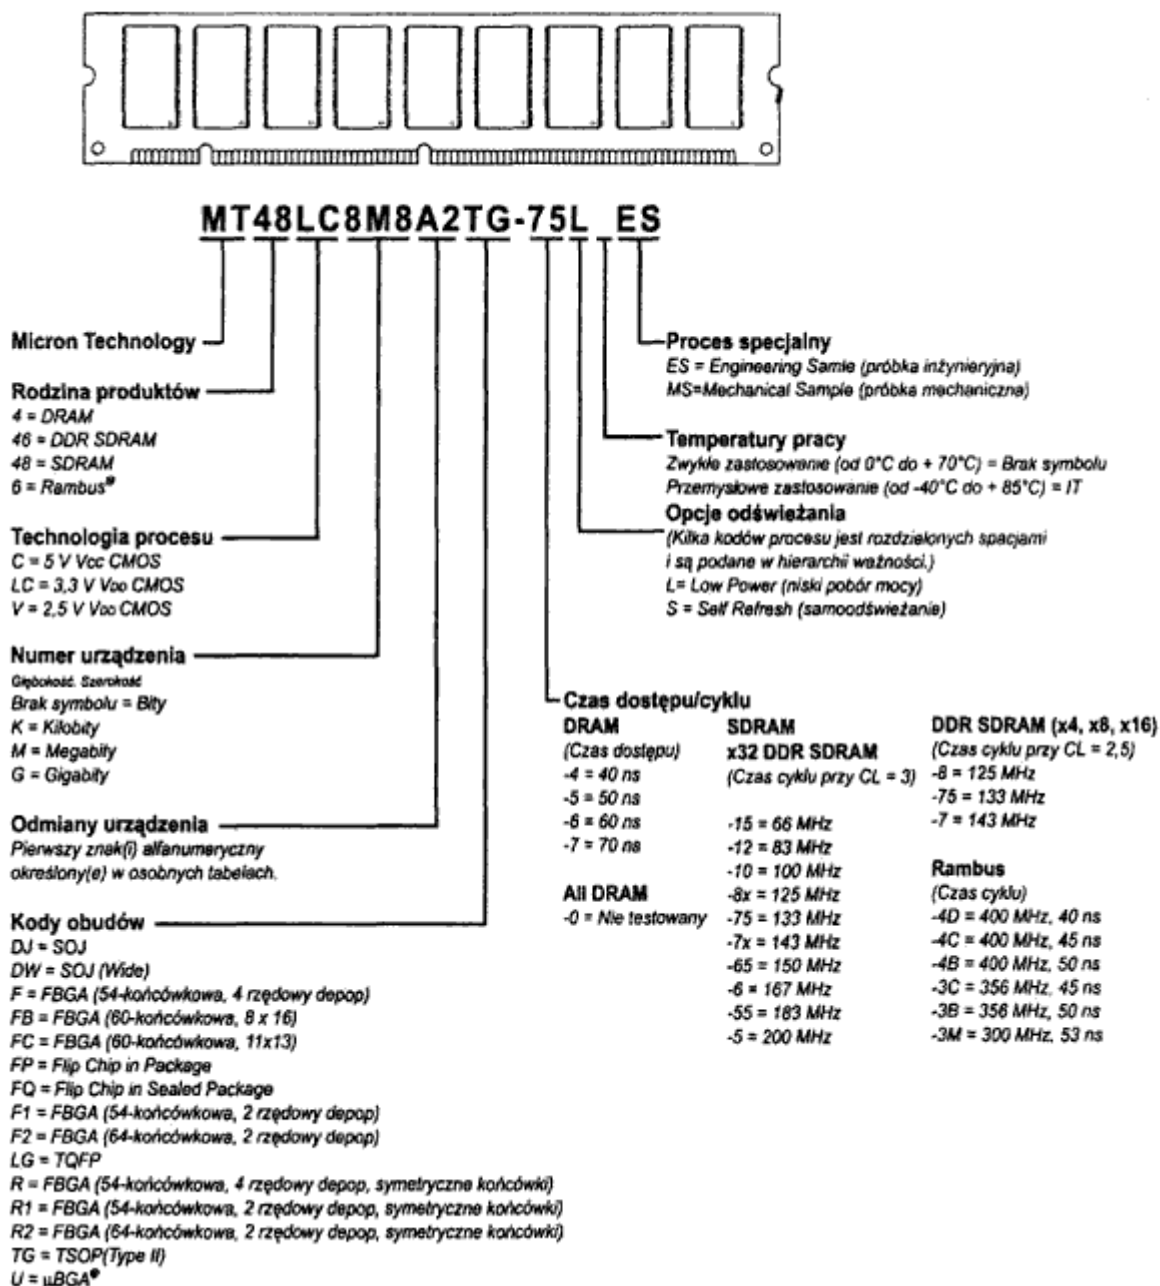 MT48LC8M8A2TG-75L ES
Micron Technology
Rodzina produktów
4 = DRAM
46 = DDR SDRAM
48 = SDRAM
6 = Rambus®
Technologia procesu
C = 5 V Vcc CMOS
LC = 3,3 V VDD CMOS
V = 2,5 V VDD CMOS
Numer urządzenia
Głębokość. Szerokość
Brak symbolu = Bity
K = Kilobity
M = Megabity
G = Gigabity
Odmiany urządzenia
Pierwszy znak(i) alfanumeryczny
określony(e) w osobnych tabelach.
Kody obudów
DJ = SOJ
DW = SOJ (Wide)
F = FBGA (54-końcówkowa, 4 rzędowy depop)
FB = FBGA (60-końcówkowa, 8 x 16)
FC = FBGA (60-końcówkowa, 11x13)
FP = Flip Chip in Package
FQ = Flip Chip in Sealed Package
F1 = FBGA (54-końcówkowa, 2 rzędowy depop)
F2 = FBGA (64-końcówkowa, 2 rzędowy depop)
LG = TQFP
R = FBGA (54-końcówkowa, 4 rzędowy depop, symetryczne końcówki)
R1 = FBGA (54-końcówkowa, 2 rzędowy depop, symetryczne końcówki)
R2 = FBGA (64-końcówkowa, 2 rzędowy depop, symetryczne końcówki)
TG = TSOP(Type II)
U = µBGA®
Proces specjalny
ES = Engineering Samle (próbka inżynieryjna)
MS=Mechanical Sample (próbka mechaniczna)
Temperatury pracy
Zwykłe zastosowanie (od 0°C do + 70°C) = Brak symbolu
Przemysłowe zastosowanie (od -40°C do + 85°C) = IT
Opcje odświeżania
(Kilka kodów procesu jest rozdzielonych spacjami
i są podane w hierarchii ważności.)
L= Low Power (niski pobór mocy)
S = Self Refresh (samoodświeżanie)
Czas dostępu/cyklu
DRAM
(Czas dostępu)
-4 = 40 ns
-5 = 50 ns
-6 = 60 ns
-7 = 70 ns
All DRAM
-0 = Nie testowany
SDRAM
x32 DDR SDRAM
(Czas cyklu przy CL = 3)
-15 = 66 MHz
-12 = 83 MHz
-10 = 100 MHz
-8x = 125 MHz
-75 = 133 MHz
-7x = 143 MHz
-65 = 150 MHz
-6 = 167 MHz
-55 = 183 MHz
-5 = 200 MHz
DDR SDRAM (x4, x8, x16)
(Czas cyklu przy CL = 2,5)
-8 = 125 MHz
-75 = 133 MHz
-7 = 143 MHz
Rambus
(Czas cyklu)
-4D = 400 MHz, 40 ns
-4C = 400 MHz, 45 ns
-4B = 400 MHz, 50 ns
-3C = 356 MHz, 45 ns
-3B = 356 MHz, 50 ns
-3M = 300 MHz, 53 ns